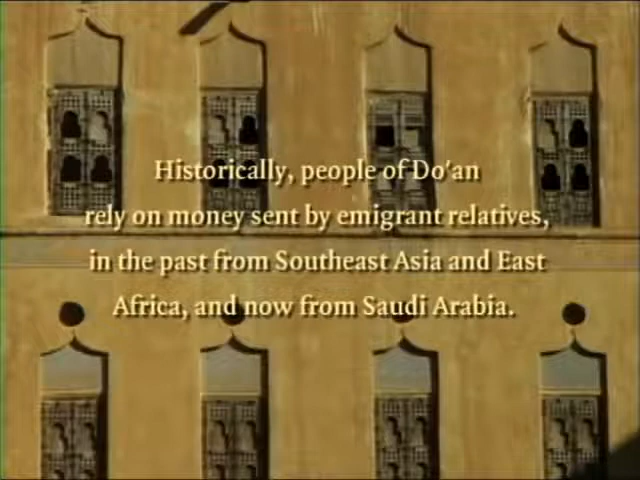 Historically, people of Do'an
rely on money sent by emigrant relatives,
in the past from Southeast Asia and East
Africa, and now from Saudi Arabia.